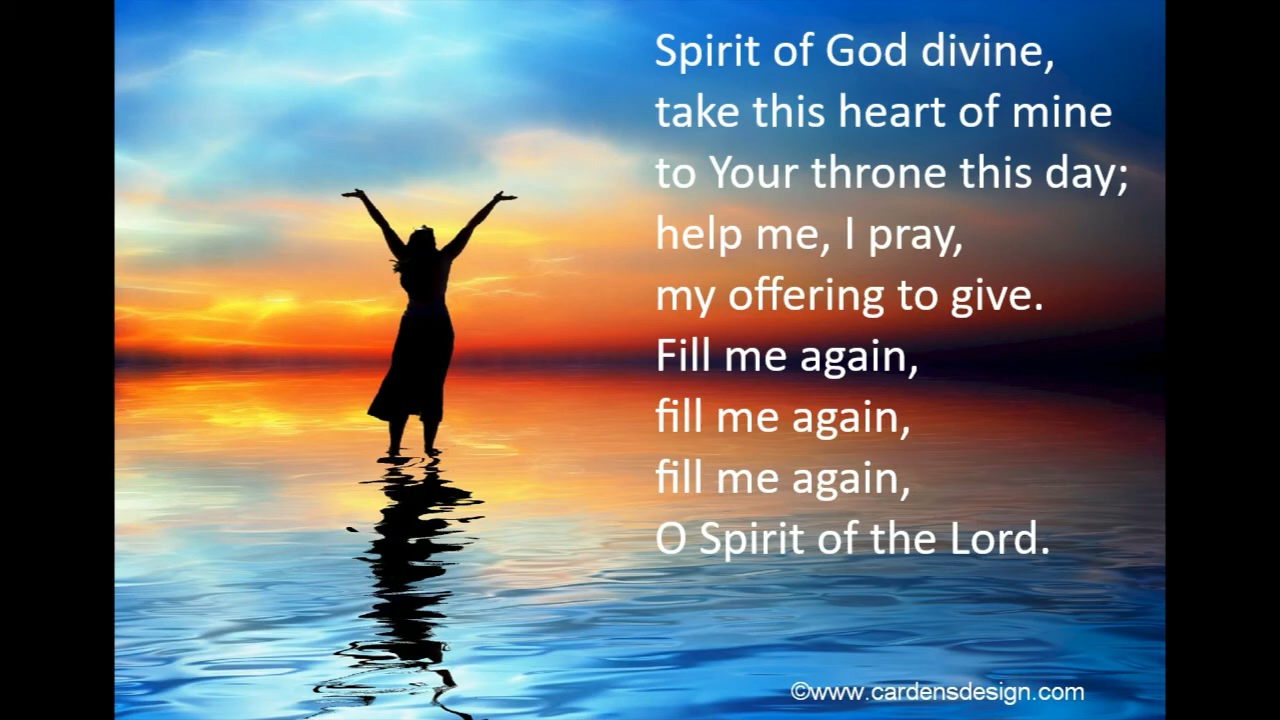 Spirit of God divine,
take this heart of mine
to Your throne this day;
help me, I pray,
my offering to give.
Fill me again,
fill me again,
fill me again,
O Spirit of the Lord.
©www.cardensdesign.com